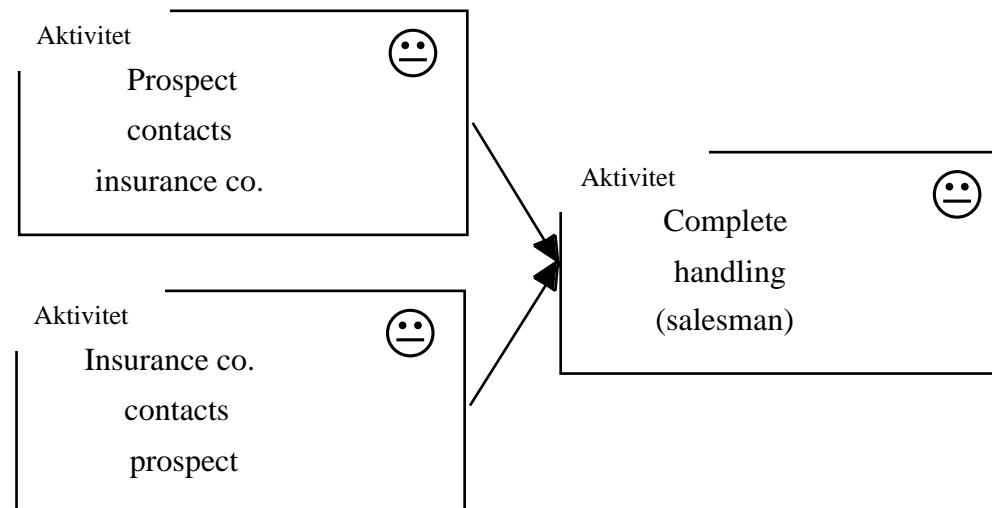 Aktivitet
Prospect
contacts
insurance co.
Aktivitet
Insurance co.
contacts
prospect
Aktivitet
Complete
handling
(salesman)